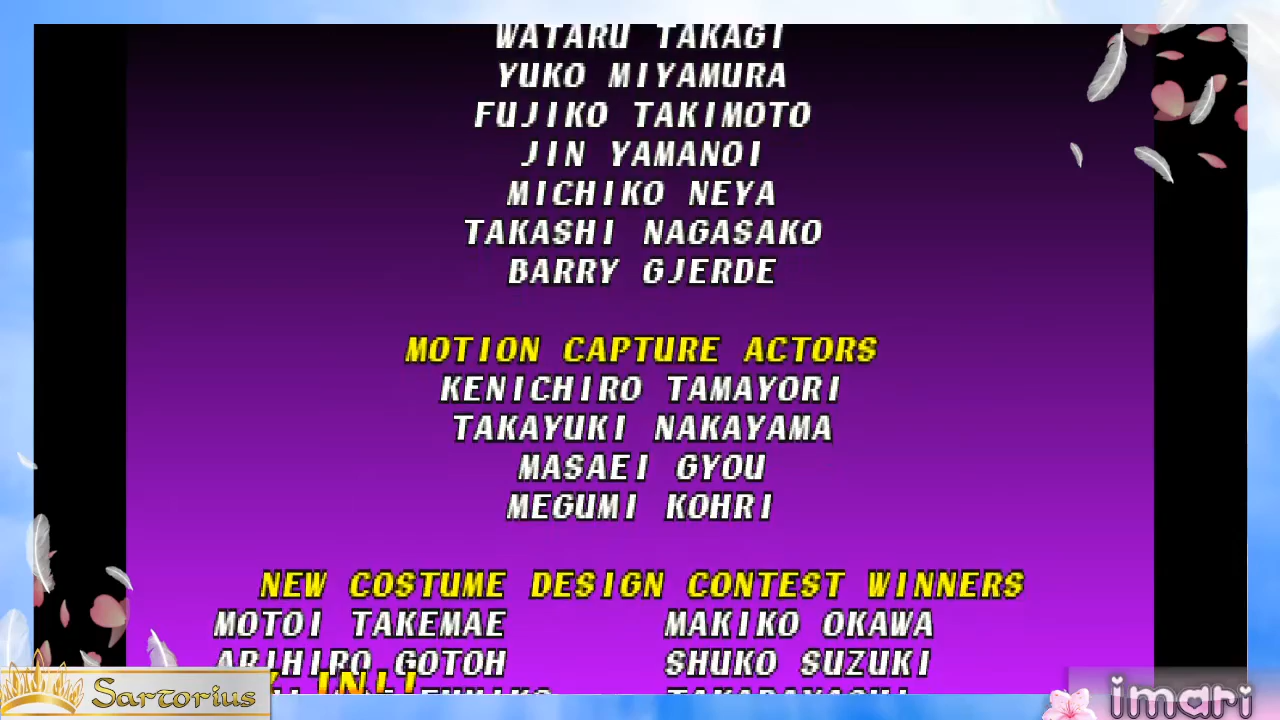 WATARU TAKAGI
YUKO MIYAMURA
FUJIKO TAKIMOTO
JIN YAMANOI
MICHIKO NEYA
TAKASHI NAGASAKO
BARRY GJERDE
MOTION CAPTURE ACTORS
KENICHIRO TAMAYORI
TAKAYUKI NAKAYAMA
MASAEI GYOU
MEGUMI KOHRI
NEW COSTUME DESIGN CONTEST WINNERS
MOTOI TAKEMAE MAKIKO OKAWA
ARIHIRO GOTOH SHUKO SUZUKI
IN!!
Sartorius
imari